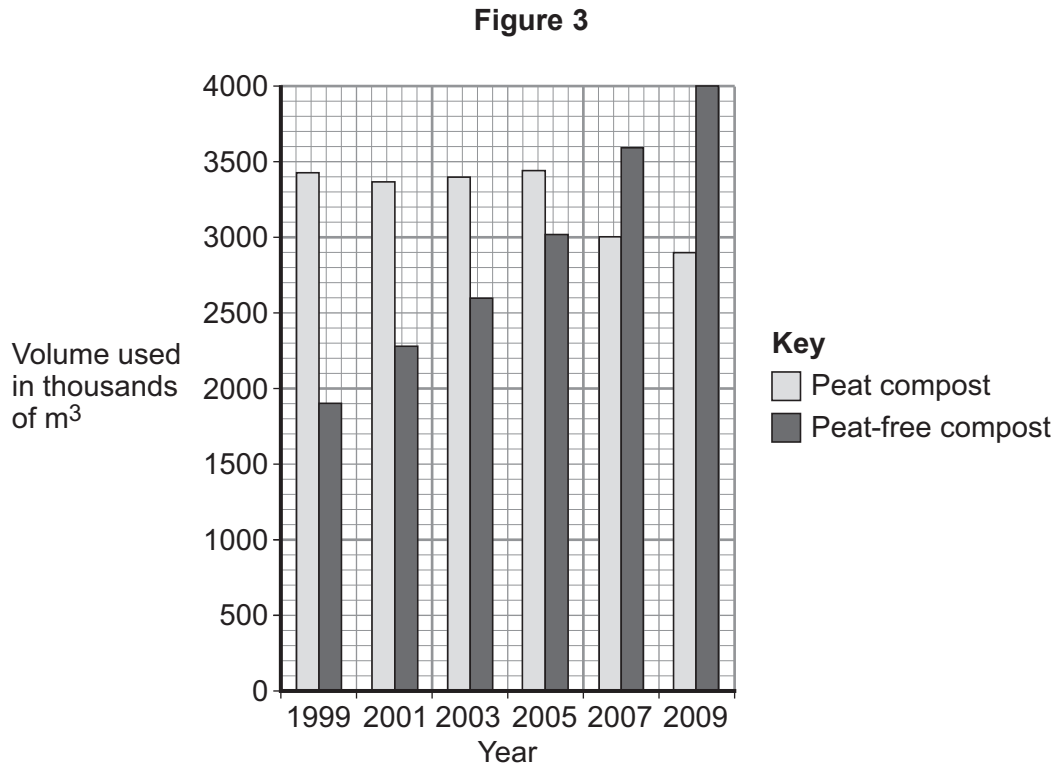 Figure 3
4000
3500
3000
2500
2000
1500
1000
500
0
Volume used
in thousands
of m³
1999 2001 2003 2005 2007 2009
Year
Key
Peat compost
Peat-free compost